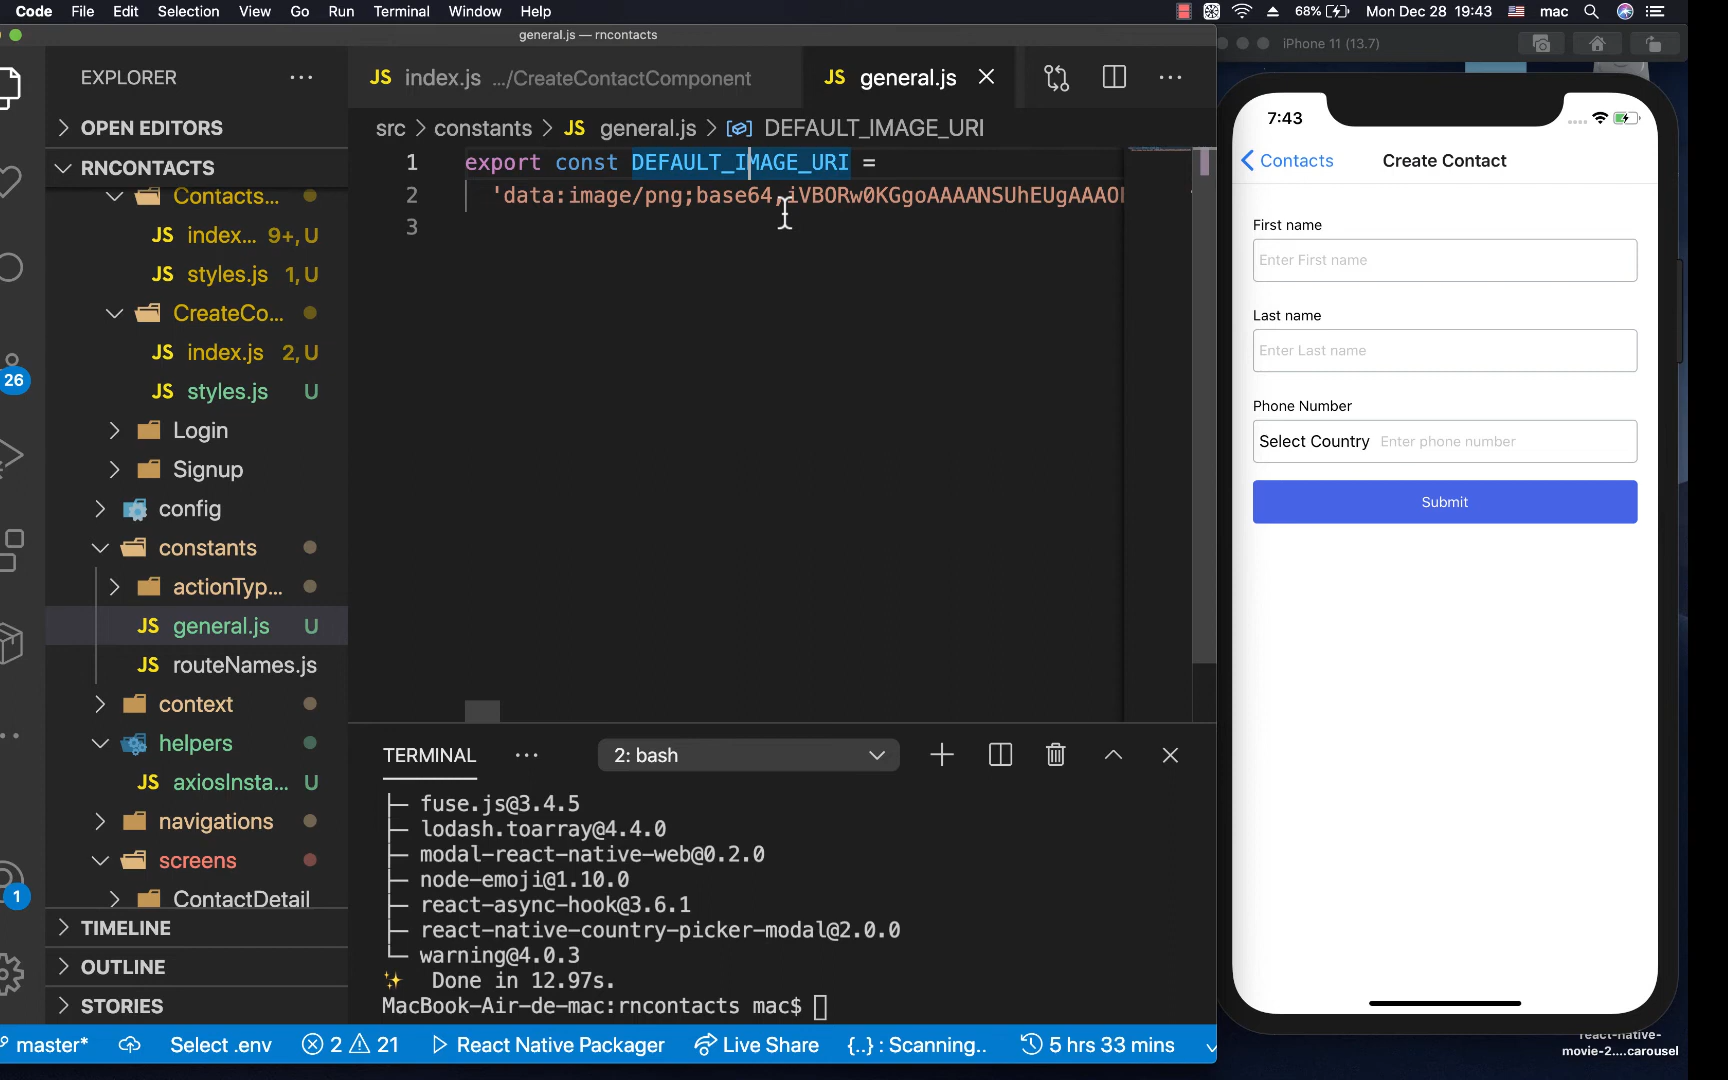 Code File Edit Selection View Go Run Terminal Window Help
68% Mon Dec 28 19:43 mac
general.js — rncontacts
iPhone 11 (13.7)
EXPLORER
JS index.js .../CreateContactComponent
JS general.js
OPEN EDITORS
src > constants > JS general.js > DEFAULT_IMAGE_URI
RNCONTACTS
1 export const DEFAULT_IMAGE_URI =
2 'data:image/png;base64,iVBORw0KGgoAAAANSUhEUgAAAO
3
Contacts...
JS index... 9+, U
JS styles.js 1, U
CreateCo...
JS index.js 2, U
JS styles.js U
Login
Signup
config
constants
actionTyp...
JS general.js U
JS routeNames.js
context
helpers
JS axiosInsta... U
navigations
screens
ContactDetail
TIMELINE
OUTLINE
STORIES
26
1
TERMINAL
2: bash
├─ fuse.js@3.4.5
├─ lodash.toarray@4.4.0
├─ modal-react-native-web@0.2.0
├─ node-emoji@1.10.0
├─ react-async-hook@3.6.1
├─ react-native-country-picker-modal@2.0.0
└─ warning@4.0.3
✨ Done in 12.97s.
MacBook-Air-de-mac:rncontacts mac$
master* Select .env 2 21 React Native Packager Live Share {..} : Scanning.. 5 hrs 33 mins
7:43
Contacts
Create Contact
First name
Enter First name
Last name
Enter Last name
Phone Number
Select Country Enter phone number
Submit
react-native-
movie-2....carousel